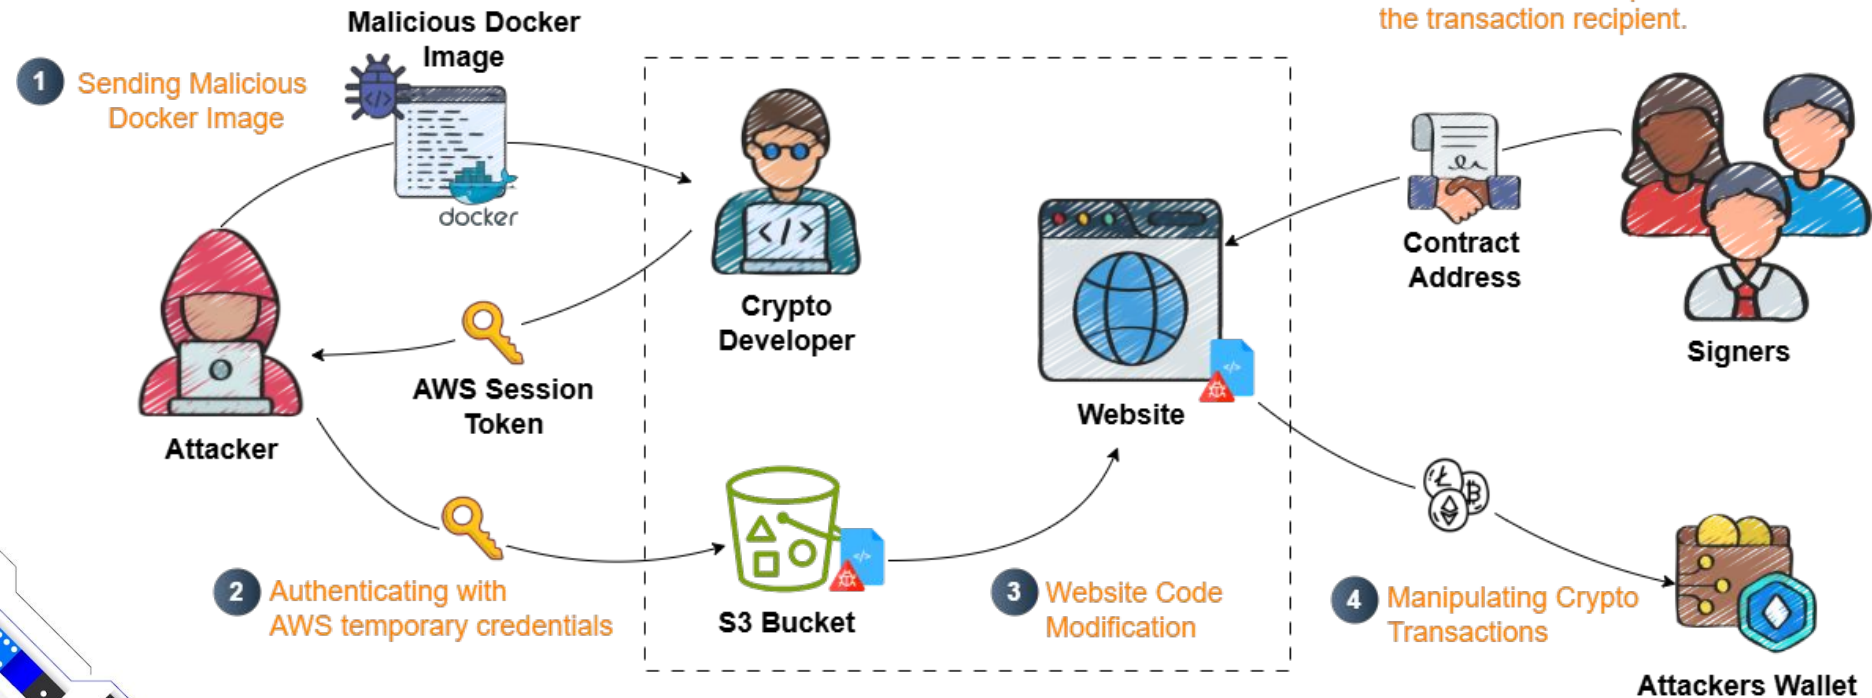 the transaction recipient.
Malicious Docker
Image
1
Sending Malicious
Docker Image
</>
docker
</>
Crypto
Developer
Contract
Address
Signers
AWS Session
Token
Attacker
</>
Website
</>
S3 Bucket
2
Authenticating with
AWS temporary credentials
3
Website Code
Modification
4
Manipulating Crypto
Transactions
Attackers Wallet